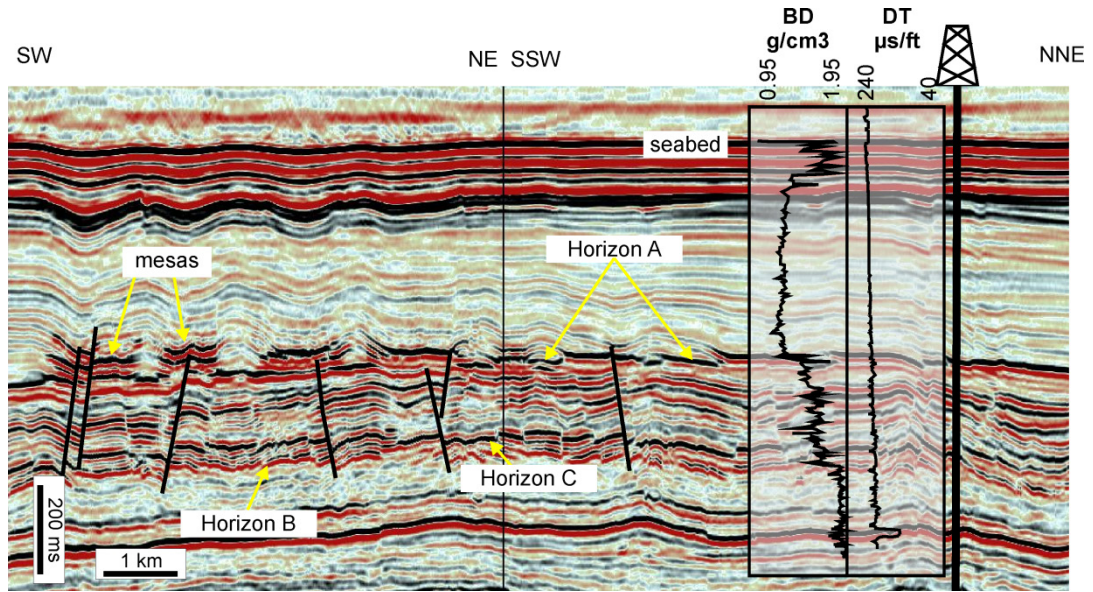 BD
g/cm3
DT
µs/ft
SW
NE
SSW
NNE
0.95
1.95
240
40
seabed
mesas
Horizon A
Horizon C
Horizon B
200 ms
1 km